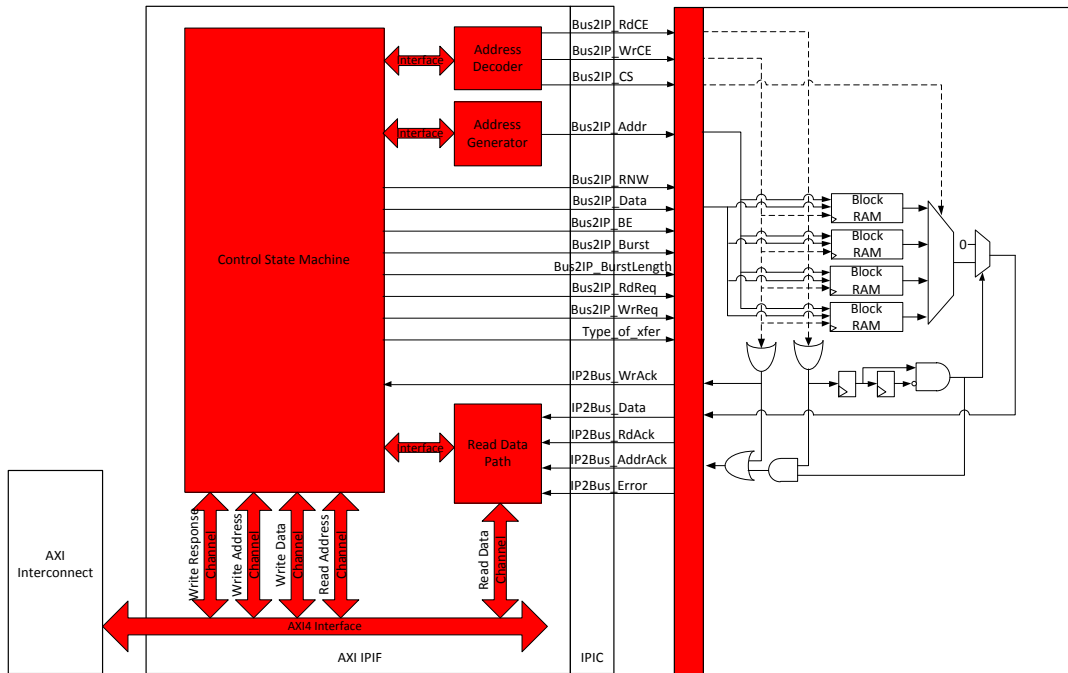 Bus2IP_RdCE
Bus2IP_WrCE
Bus2IP_CS
Interface
Address
Decoder
Interface
Address
Generator
Bus2IP_Addr
Bus2IP_RNW
Bus2IP_Data
Bus2IP_BE
Bus2IP_Burst
Bus2IP_BurstLength
Bus2IP_RdReq
Bus2IP_WrReq
Type_of_xfer
Control State Machine
Block
RAM
Block
RAM
Block
RAM
Block
RAM
0
IP2Bus_WrAck
IP2Bus_Data
IP2Bus_RdAck
IP2Bus_AddrAck
IP2Bus_Error
Interface
Read Data
Path
Write Response
Channel
Write Address
Channel
Write Data
Channel
Read Address
Channel
Read Data
Channel
AXI
Interconnect
AXI4 Interface
AXI IPIF
IPIC